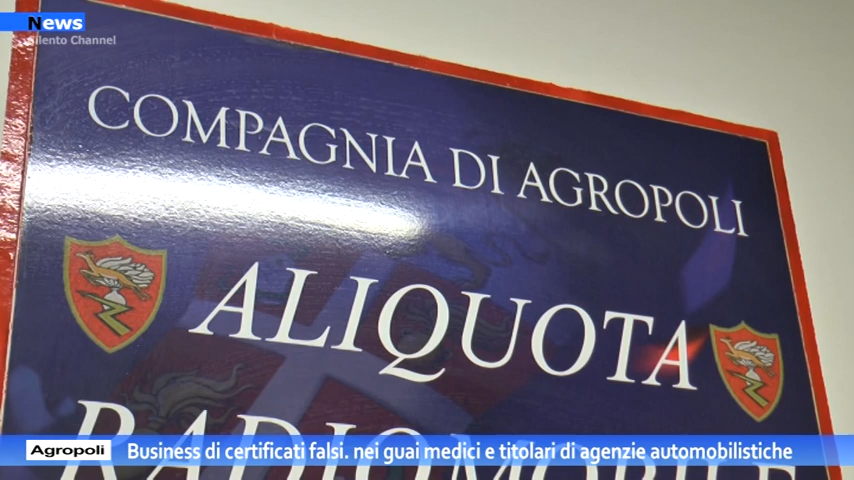 News
Cilento Channel
COMPAGNIA DI AGROPOLI
ALIQUOTA
RADIOMOBILE
Agropoli
Business di certificati falsi. nei guai medici e titolari di agenzie automobilistiche